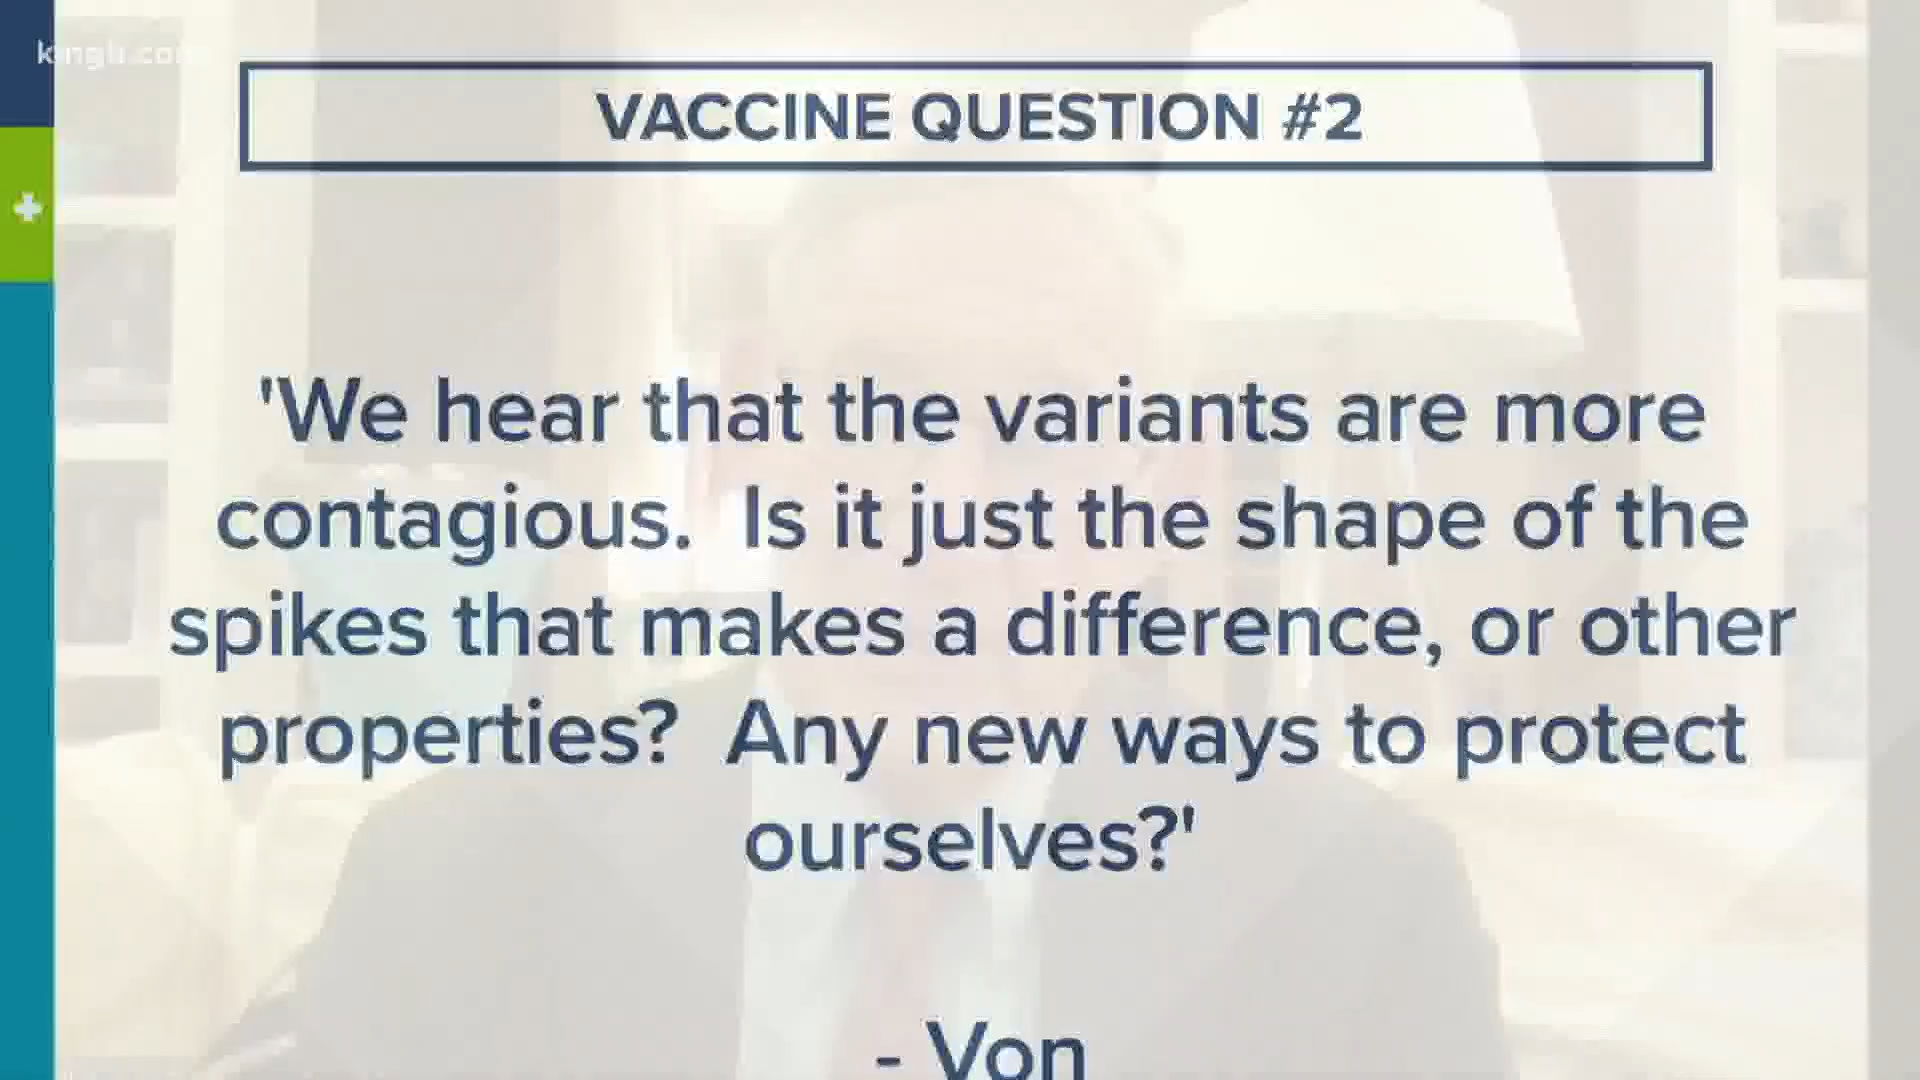 VACCINE QUESTION #2
'We hear that the variants are more
contagious.  Is it just the shape of the
spikes that makes a difference, or other
properties?  Any new ways to protect
ourselves?'
- Von